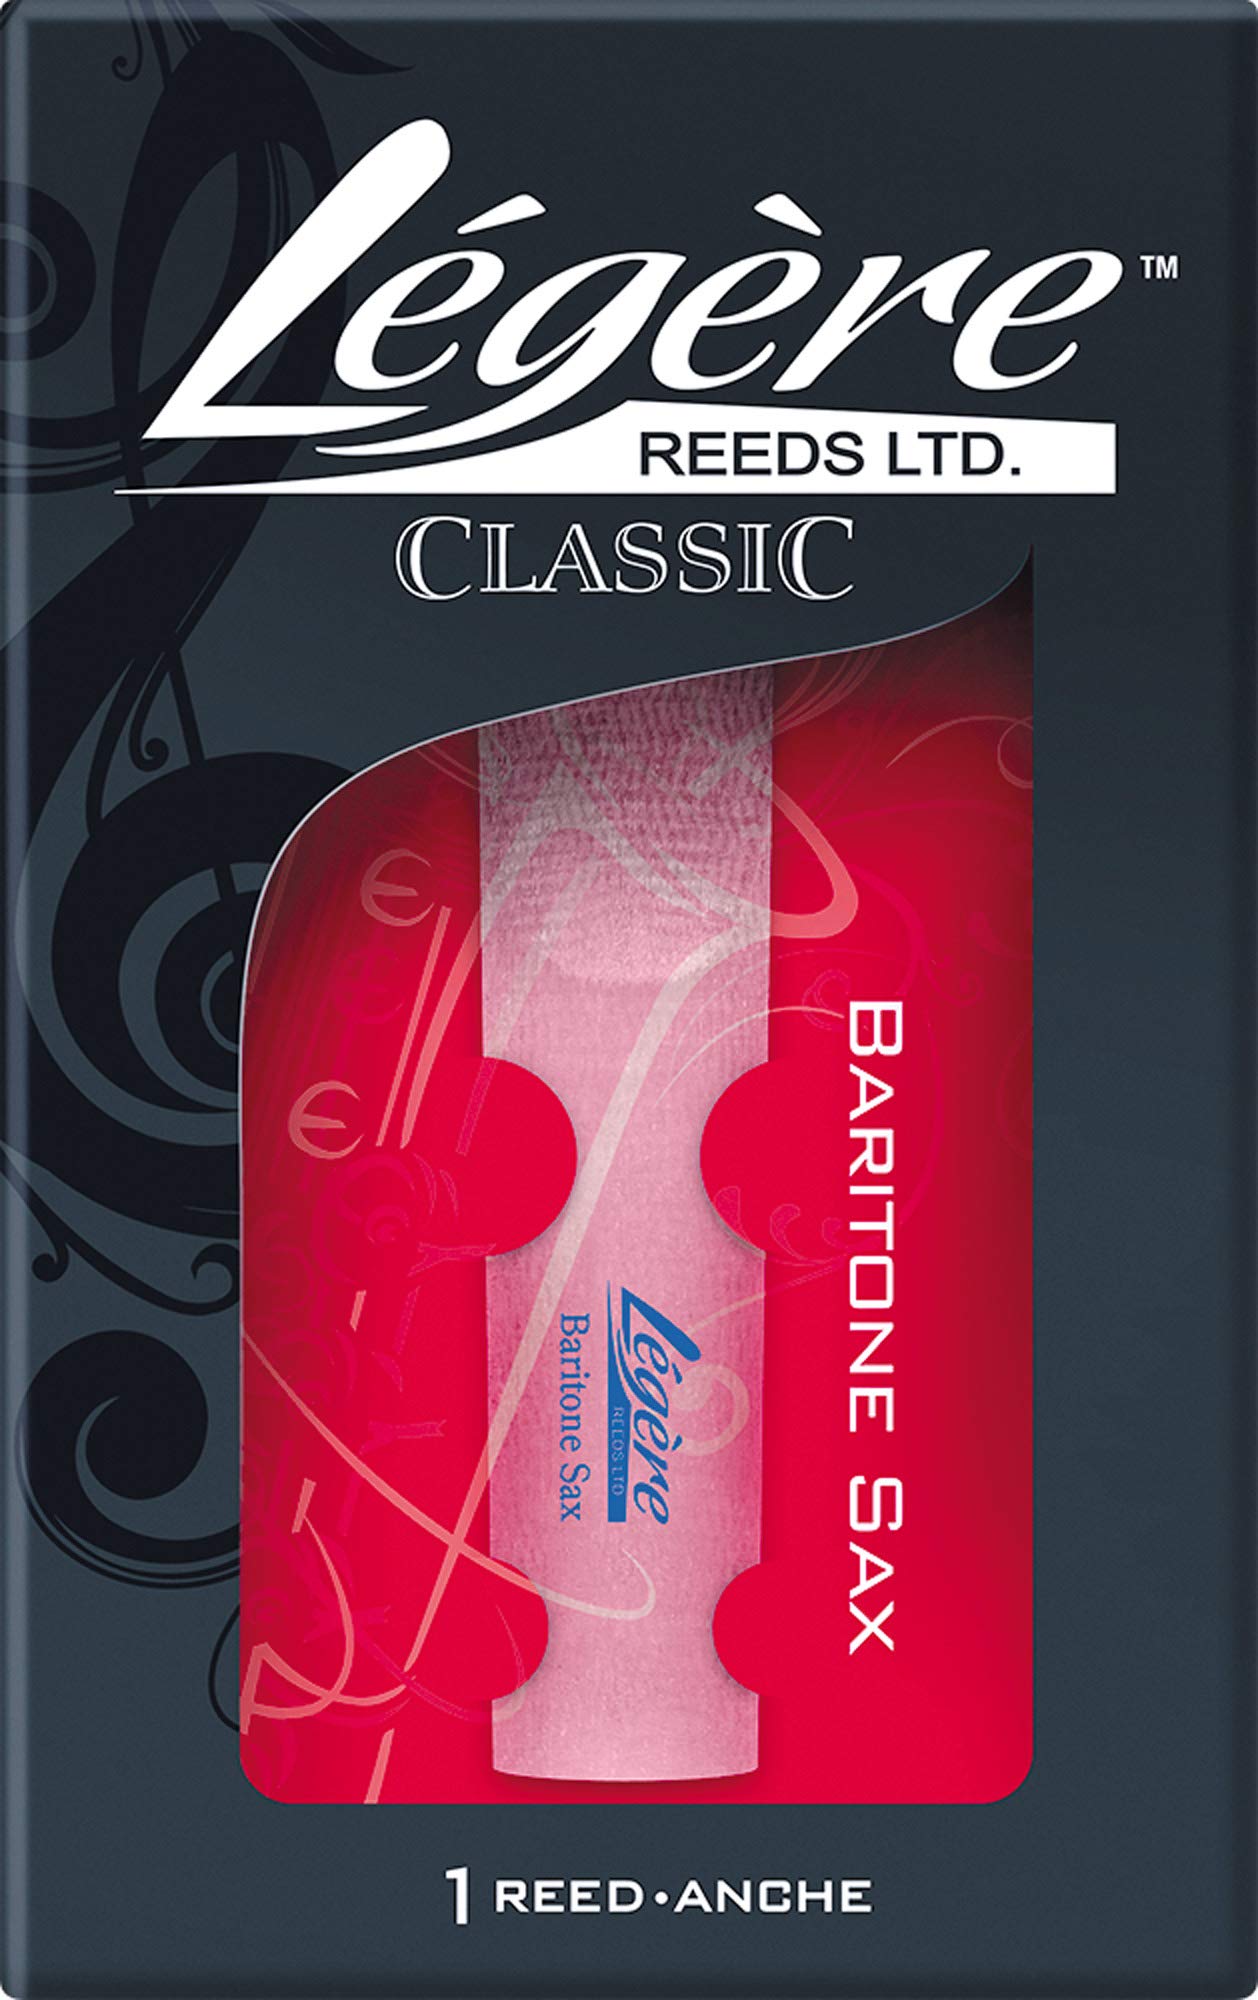 Légère™
REEDS LTD.
CLASSIC
BARITONE SAX
Légère
REEDS LTD
Baritone Sax
1 REED•ANCHE